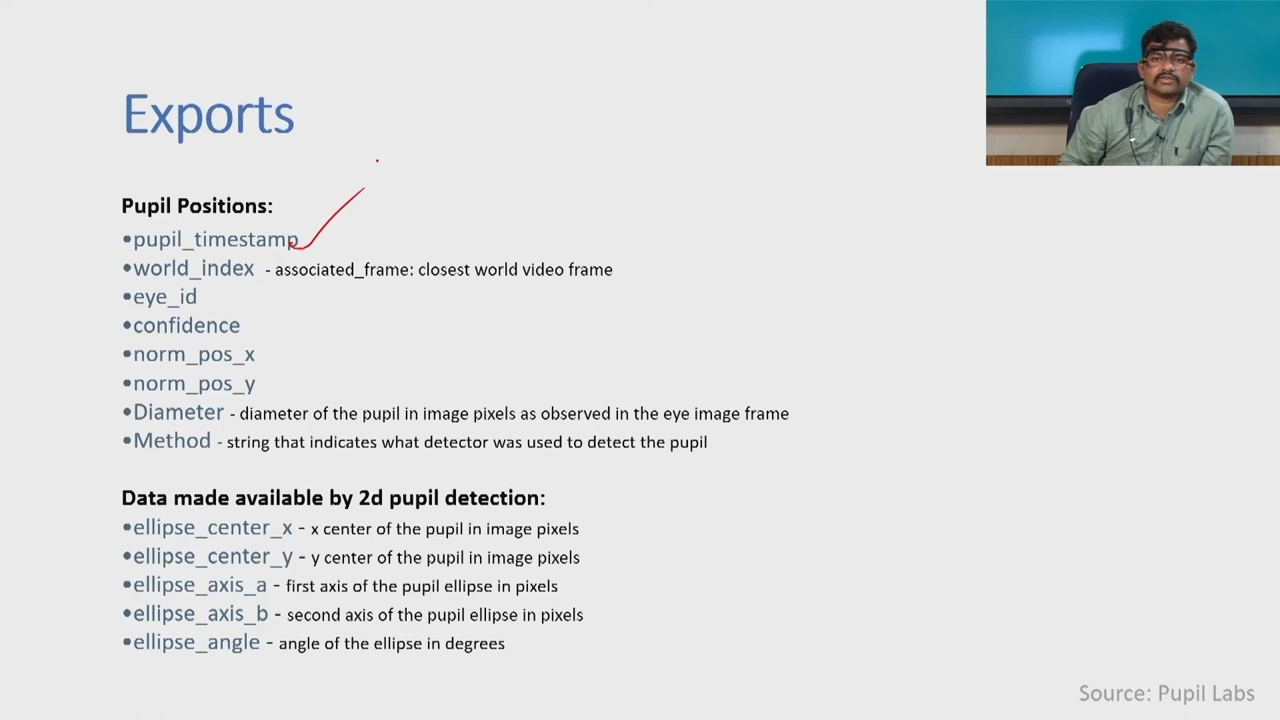 Exports
Pupil Positions:
•pupil_timestamp
•world_index - associated_frame: closest world video frame
•eye_id
•confidence
•norm_pos_x
•norm_pos_y
•Diameter - diameter of the pupil in image pixels as observed in the eye image frame
•Method - string that indicates what detector was used to detect the pupil
Data made available by 2d pupil detection:
•ellipse_center_x - x center of the pupil in image pixels
•ellipse_center_y - y center of the pupil in image pixels
•ellipse_axis_a - first axis of the pupil ellipse in pixels
•ellipse_axis_b - second axis of the pupil ellipse in pixels
•ellipse_angle - angle of the ellipse in degrees
Source: Pupil Labs